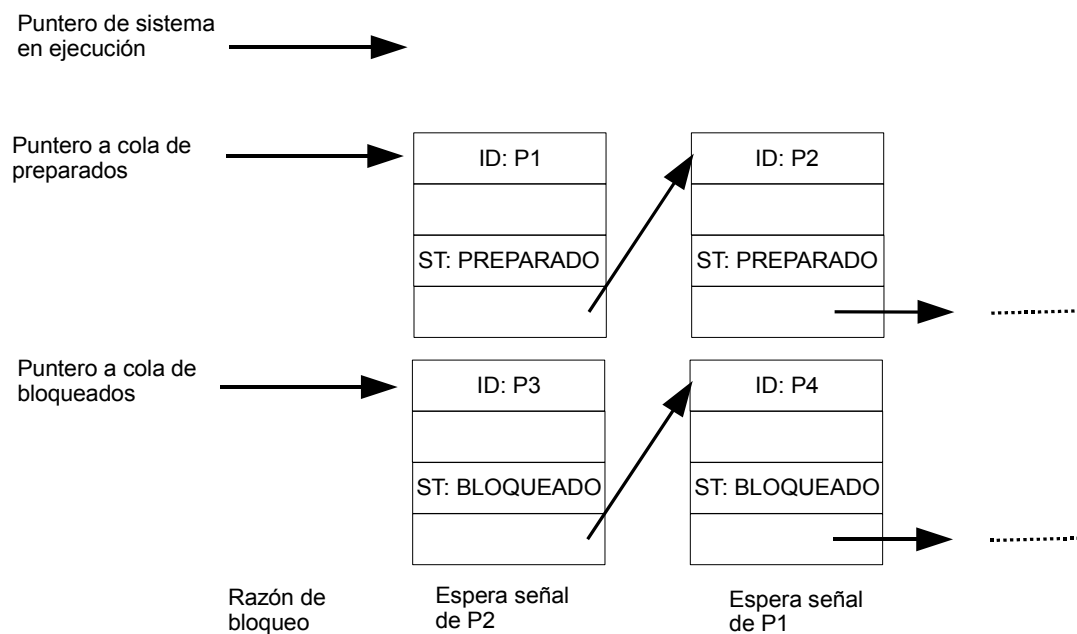 Puntero de sistema
en ejecución
Puntero a cola de
preparados
ID: P1
ID: P2
ST: PREPARADO
ST: PREPARADO
Puntero a cola de
bloqueados
ID: P3
ID: P4
ST: BLOQUEADO
ST: BLOQUEADO
Razón de
bloqueo
Espera señal
de P2
Espera señal
de P1